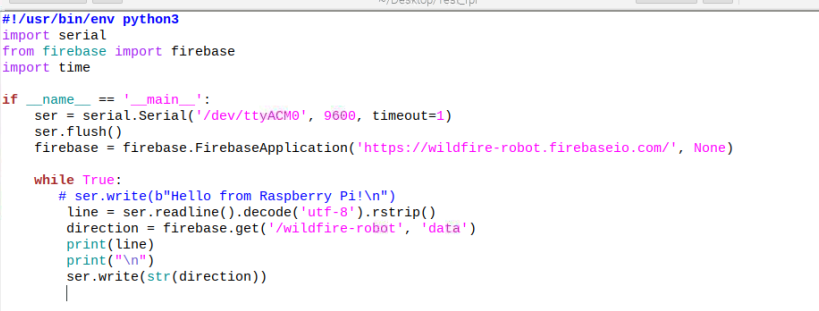 ~/Desktop/Test_rpi
#!/usr/bin/env python3
import serial
from firebase import firebase
import time
if __name__ == '__main__':
    ser = serial.Serial('/dev/ttyACM0', 9600, timeout=1)
    ser.flush()
    firebase = firebase.FirebaseApplication('https://wildfire-robot.firebaseio.com/', None)
    while True:
       # ser.write(b"Hello from Raspberry Pi!\n")
        line = ser.readline().decode('utf-8').rstrip()
        direction = firebase.get('/wildfire-robot', 'data')
        print(line)
        print("\n")
        ser.write(str(direction))